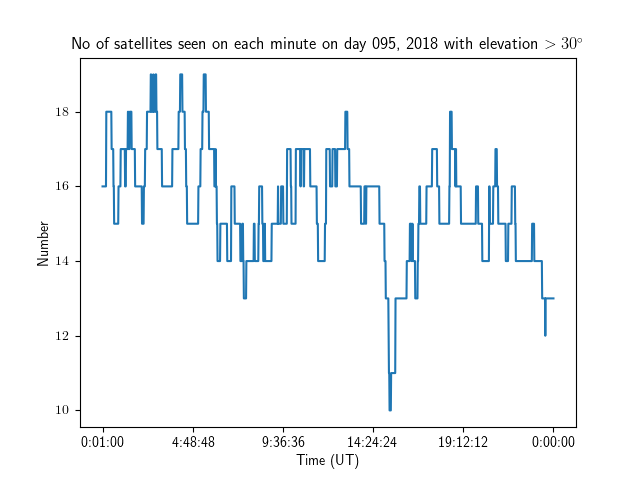 No of satellites seen on each minute on day 095, 2018 with elevation > 30°
18
16
14
12
10
Number
0:01:00 4:48:48 9:36:36 14:24:24 19:12:12 0:00:00
Time (UT)